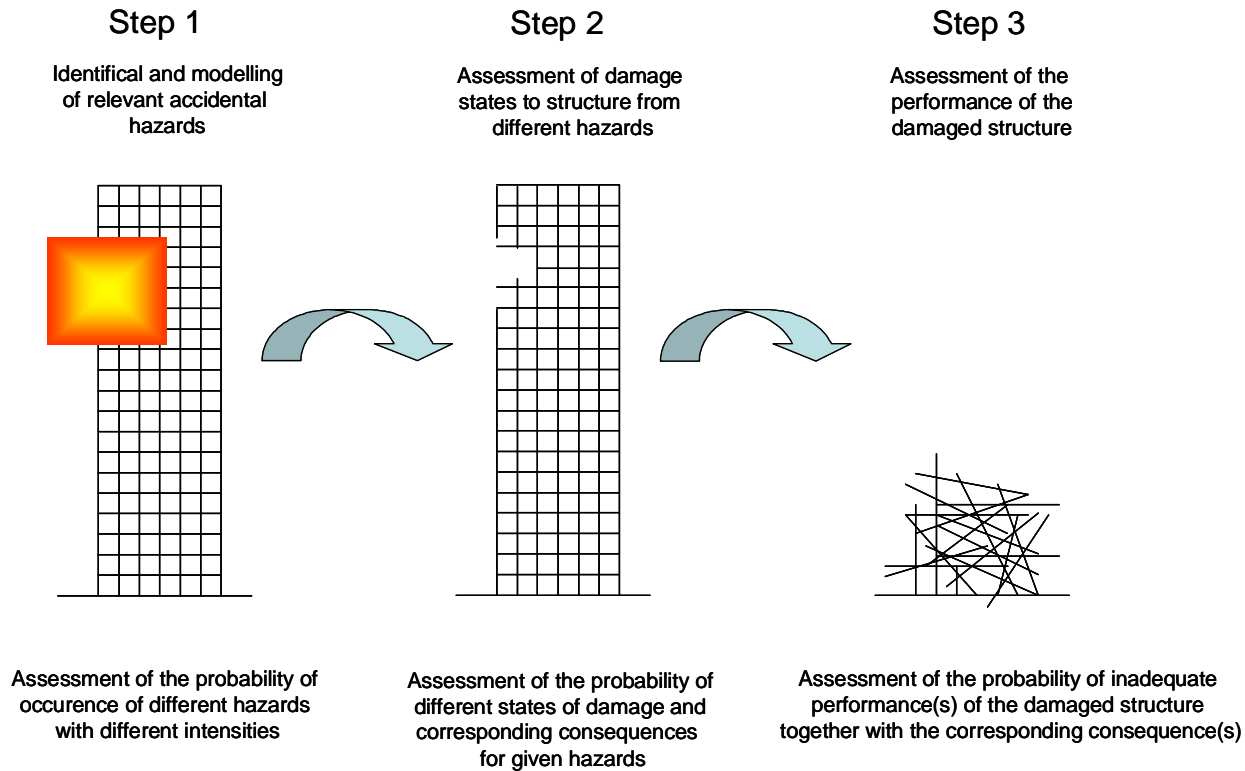 Step 1
Identifical and modelling
of relevant accidental
hazards
Assessment of the probability of
occurence of different hazards
with different intensities
Step 2
Assessment of damage
states to structure from
different hazards
Assessment of the probability of
different states of damage and
corresponding consequences
for given hazards
Step 3
Assessment of the
performance of the
damaged structure
Assessment of the probability of inadequate
performance(s) of the damaged structure
together with the corresponding consequence(s)